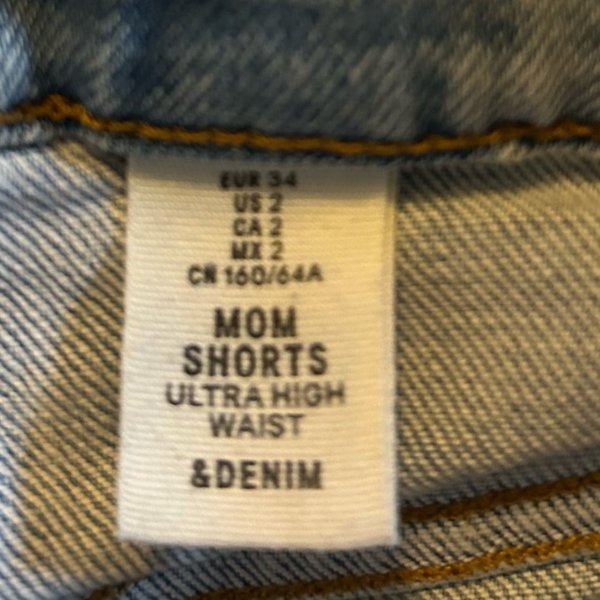 EUR 34
US 2
CA 2
MX 2
CN 160/64A
MOM
SHORTS
ULTRA HIGH
WAIST
&DENIM